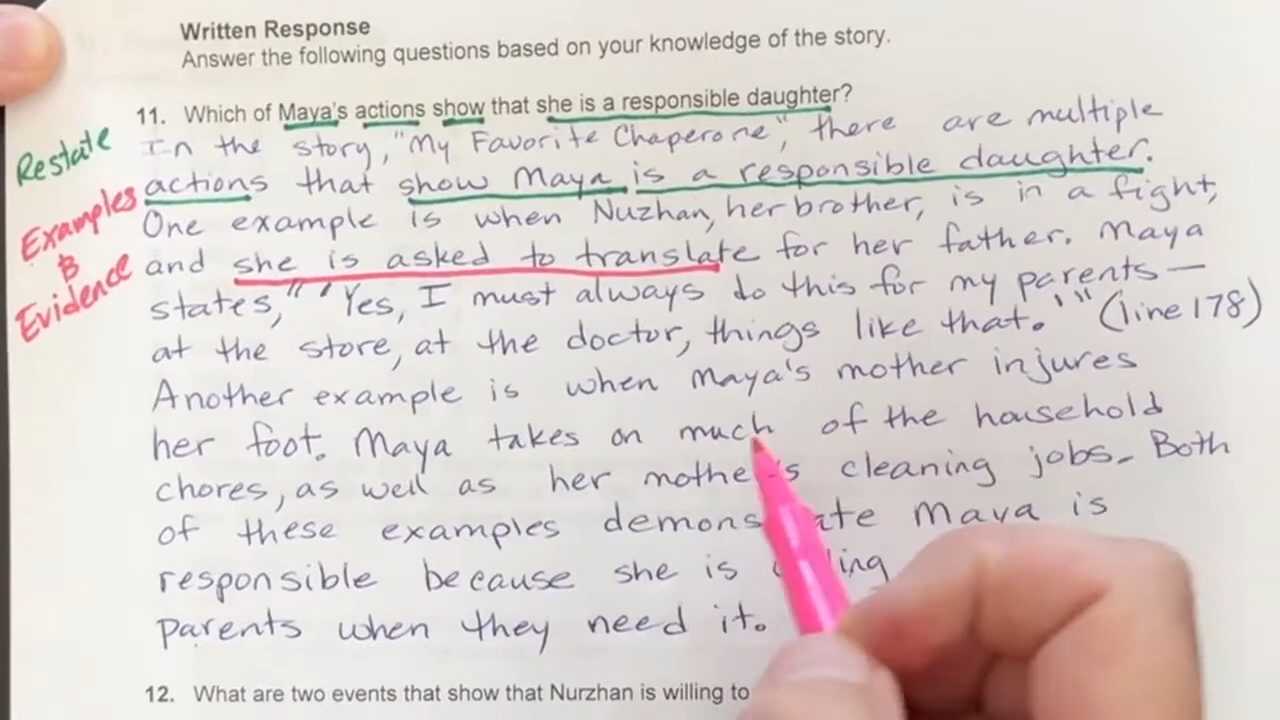 Written Response
Answer the following questions based on your knowledge of the story.
11. Which of Maya's actions show that she is a responsible daughter?
Restate
In the story, "My Favorite Chaperone", there are multiple
actions that show Maya is a responsible daughter.
Examples
&
Evidence
One example is when Nuzhan, her brother, is in a fight,
and she is asked to translate for her father. Maya
states, "'Yes, I must always do this for my parents—
at the store, at the doctor, things like that.'" (line 178)
Another example is when Maya's mother injures
her foot. Maya takes on much of the household
chores, as well as her mother's cleaning jobs. Both
of these examples demonstrate Maya is
responsible because she is
parents when they need it.
12. What are two events that show that Nurzhan is willing to